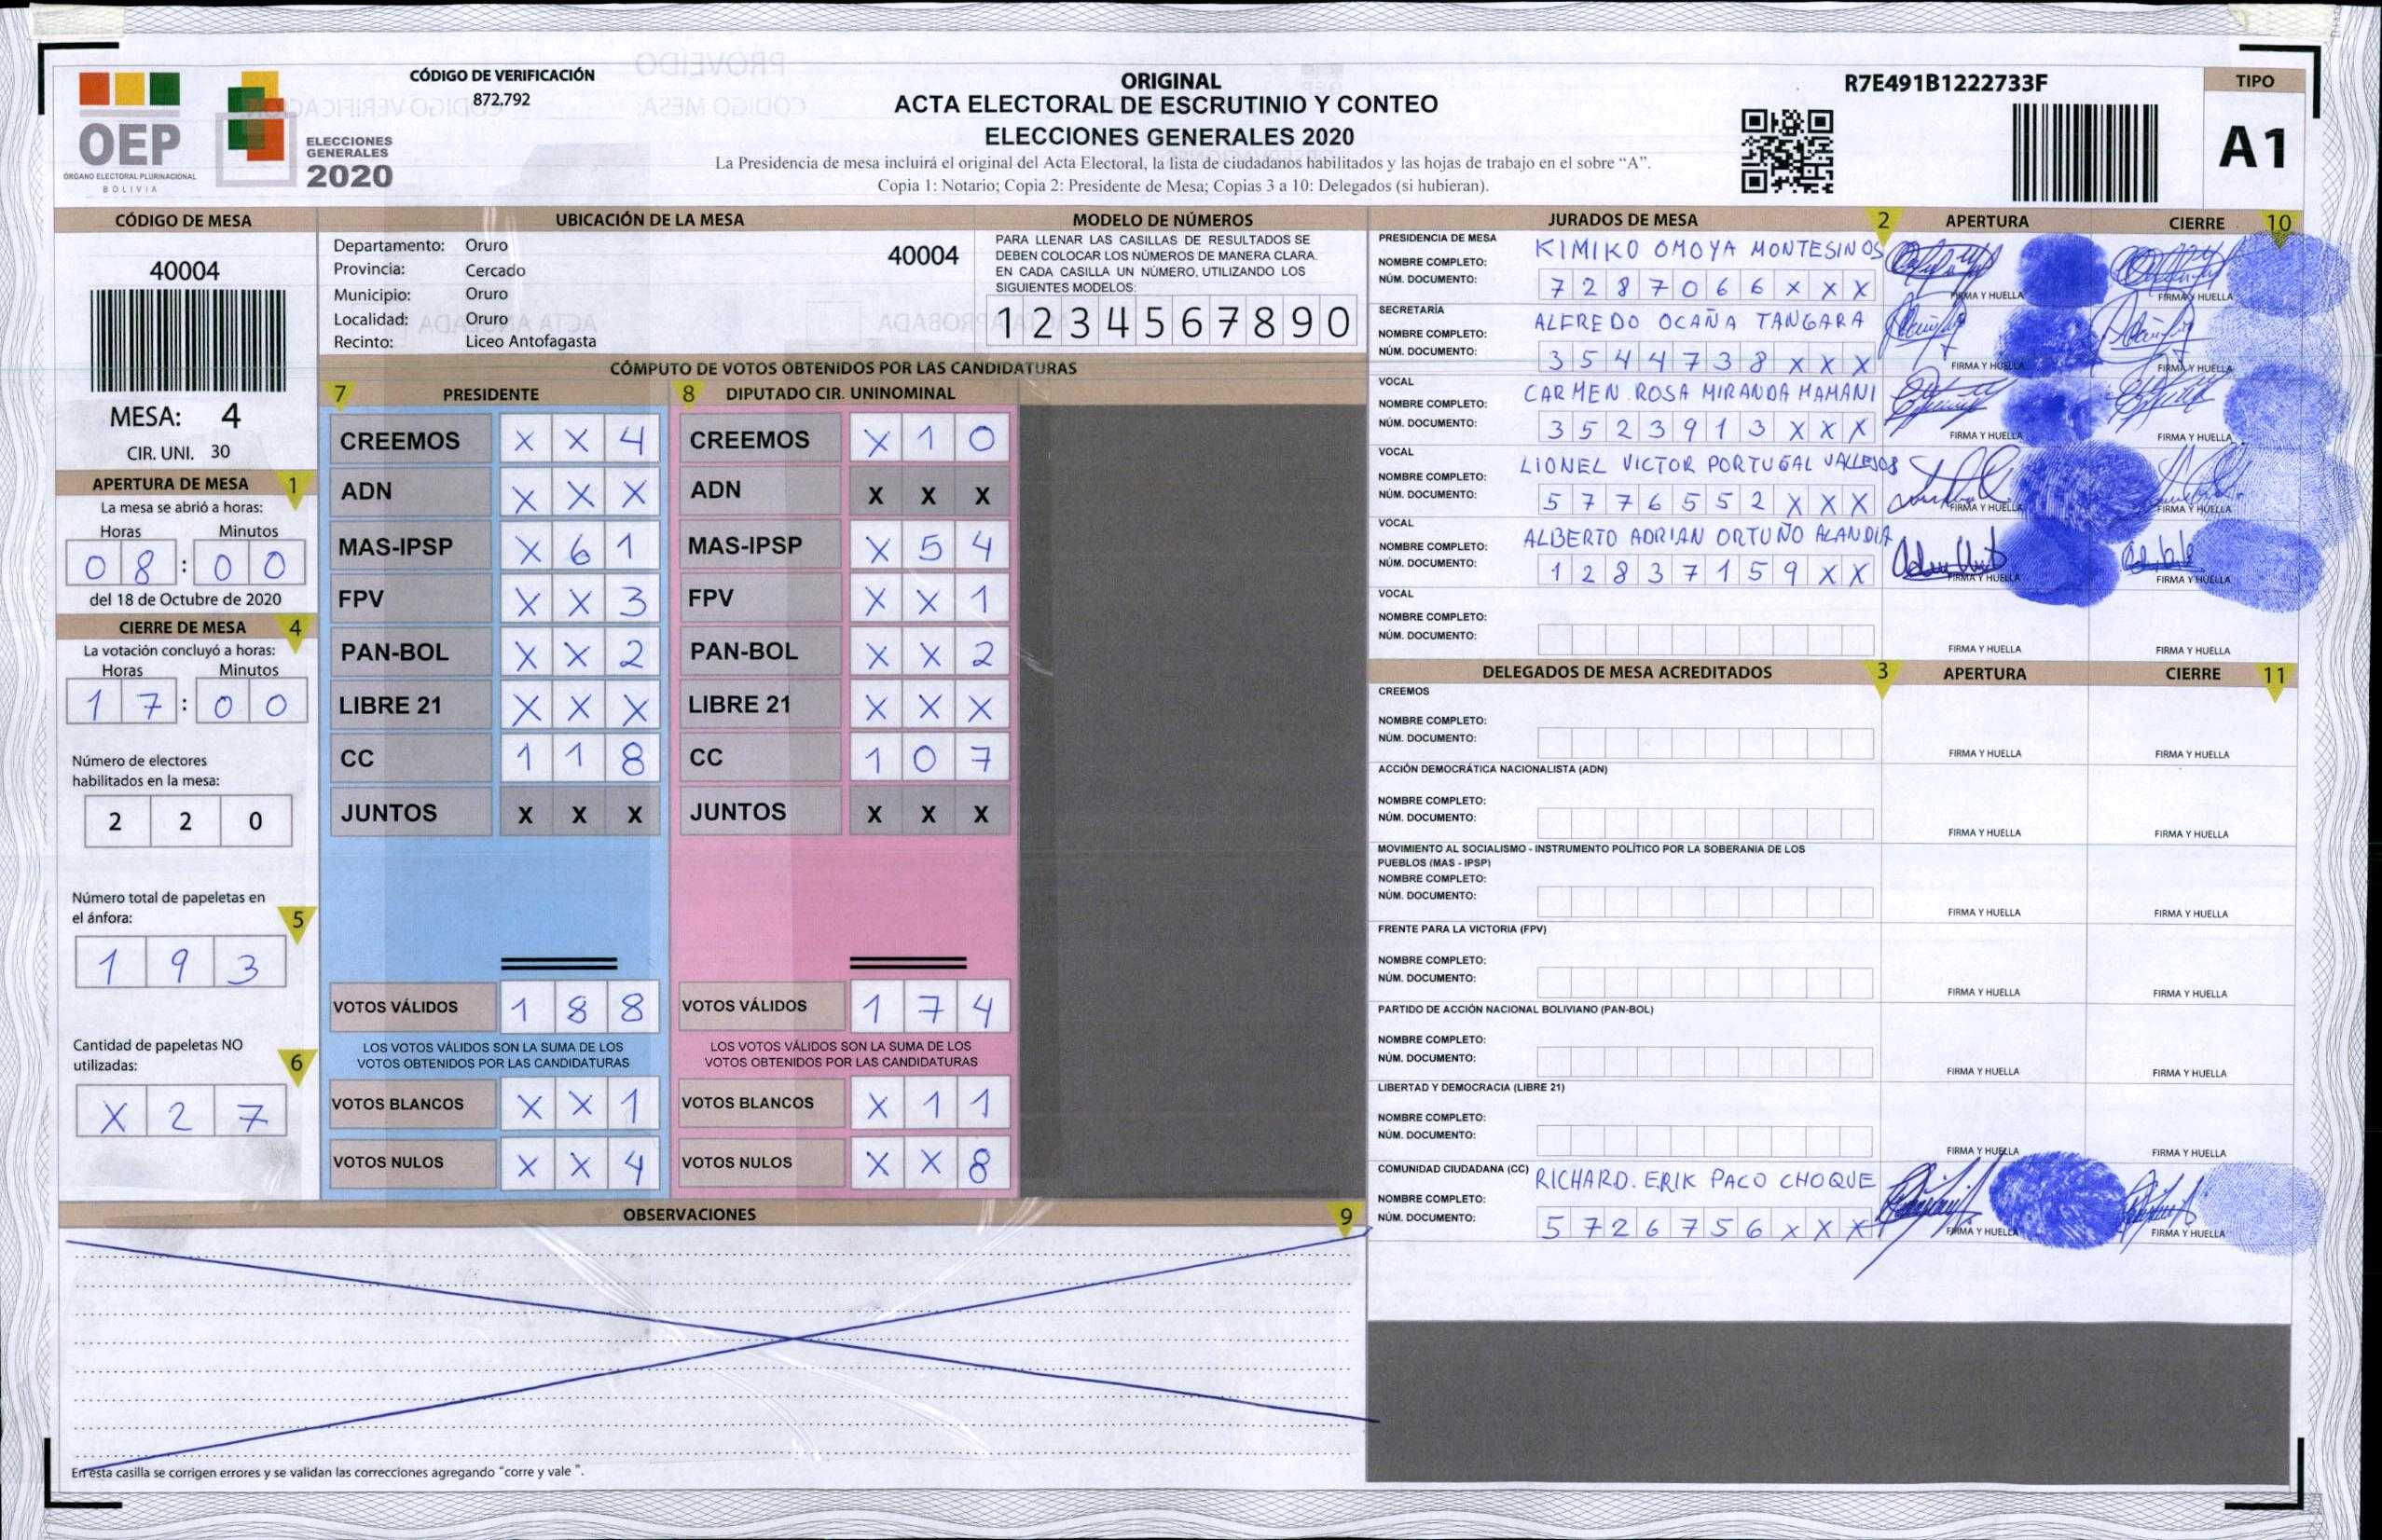 CÓDIGO DE VERIFICACIÓN
872.792
ORIGINAL
ACTA ELECTORAL DE ESCRUTINIO Y CONTEO
ELECCIONES GENERALES 2020
La Presidencia de mesa incluirá el original del Acta Electoral, la lista de ciudadanos habilitados y las hojas de trabajo en el sobre “A”.
Copia 1: Notario; Copia 2: Presidente de Mesa; Copias 3 a 10: Delegados (si hubieran).
R7E491B1222733F
TIPO
A1
OEP
ÓRGANO ELECTORAL PLURINACIONAL
BOLIVIA
ELECCIONES
GENERALES
2020
CÓDIGO DE MESA
40004
MESA: 4
CIR. UNI. 30
APERTURA DE MESA 1
La mesa se abrió a horas:
Horas Minutos
0 8 : 0 0
del 18 de Octubre de 2020
CIERRE DE MESA 4
La votación concluyó a horas:
Horas Minutos
1 7 : 0 0
Número de electores
habilitados en la mesa:
2 2 0
Número total de papeletas en
el ánfora: 5
1 9 3
Cantidad de papeletas NO
utilizadas: 6
X 2 7
UBICACIÓN DE LA MESA
Departamento: Oruro
Provincia: Cercado
Municipio: Oruro
Localidad: Oruro
Recinto: Liceo Antofagasta
40004
MODELO DE NÚMEROS
PARA LLENAR LAS CASILLAS DE RESULTADOS SE
DEBEN COLOCAR LOS NÚMEROS DE MANERA CLARA.
EN CADA CASILLA UN NÚMERO, UTILIZANDO LOS
SIGUIENTES MODELOS:
1 2 3 4 5 6 7 8 9 0
CÓMPUTO DE VOTOS OBTENIDOS POR LAS CANDIDATURAS
7 PRESIDENTE
CREEMOS X X 4
ADN X X X
MAS-IPSP X 6 1
FPV X X 3
PAN-BOL X X 2
LIBRE 21 X X X
CC 1 1 8
JUNTOS X X X
VOTOS VÁLIDOS 1 8 8
LOS VOTOS VÁLIDOS SON LA SUMA DE LOS
VOTOS OBTENIDOS POR LAS CANDIDATURAS
VOTOS BLANCOS X X 1
VOTOS NULOS X X 4
8 DIPUTADO CIR. UNINOMINAL
CREEMOS X 1 0
ADN X X X
MAS-IPSP X 5 4
FPV X X 1
PAN-BOL X X 2
LIBRE 21 X X X
CC 1 0 7
JUNTOS X X X
VOTOS VÁLIDOS 1 7 4
LOS VOTOS VÁLIDOS SON LA SUMA DE LOS
VOTOS OBTENIDOS POR LAS CANDIDATURAS
VOTOS BLANCOS X 1 1
VOTOS NULOS X X 8
OBSERVACIONES 9
En esta casilla se corrigen errores y se validan las correcciones agregando “corre y vale ”.
JURADOS DE MESA 2 APERTURA CIERRE 10
PRESIDENCIA DE MESA
NOMBRE COMPLETO: KIMIKO OMOYA MONTESINOS
NÚM. DOCUMENTO: 7 2 8 7 0 6 6 X X X
FIRMA Y HUELLA FIRMA Y HUELLA
SECRETARÍA
NOMBRE COMPLETO: ALFREDO OCAÑA TANGARA
NÚM. DOCUMENTO: 3 5 4 4 7 3 8 X X X
FIRMA Y HUELLA FIRMA Y HUELLA
VOCAL
NOMBRE COMPLETO: CARMEN ROSA MIRANDA MAMANI
NÚM. DOCUMENTO: 3 5 2 3 9 1 3 X X X
FIRMA Y HUELLA FIRMA Y HUELLA
VOCAL
NOMBRE COMPLETO: LIONEL VICTOR PORTUGAL VALLEJOS
NÚM. DOCUMENTO: 5 7 7 6 5 5 2 X X X
FIRMA Y HUELLA FIRMA Y HUELLA
VOCAL
NOMBRE COMPLETO: ALBERTO ADRIAN ORTUÑO ALANDIA
NÚM. DOCUMENTO: 1 2 8 3 7 1 5 9 X X
FIRMA Y HUELLA FIRMA Y HUELLA
VOCAL
NOMBRE COMPLETO:
NÚM. DOCUMENTO:
FIRMA Y HUELLA FIRMA Y HUELLA
DELEGADOS DE MESA ACREDITADOS 3 APERTURA CIERRE 11
CREEMOS
NOMBRE COMPLETO:
NÚM. DOCUMENTO:
FIRMA Y HUELLA FIRMA Y HUELLA
ACCIÓN DEMOCRÁTICA NACIONALISTA (ADN)
NOMBRE COMPLETO:
NÚM. DOCUMENTO:
FIRMA Y HUELLA FIRMA Y HUELLA
MOVIMIENTO AL SOCIALISMO - INSTRUMENTO POLÍTICO POR LA SOBERANIA DE LOS
PUEBLOS (MAS - IPSP)
NOMBRE COMPLETO:
NÚM. DOCUMENTO:
FIRMA Y HUELLA FIRMA Y HUELLA
FRENTE PARA LA VICTORIA (FPV)
NOMBRE COMPLETO:
NÚM. DOCUMENTO:
FIRMA Y HUELLA FIRMA Y HUELLA
PARTIDO DE ACCIÓN NACIONAL BOLIVIANO (PAN-BOL)
NOMBRE COMPLETO:
NÚM. DOCUMENTO:
FIRMA Y HUELLA FIRMA Y HUELLA
LIBERTAD Y DEMOCRACIA (LIBRE 21)
NOMBRE COMPLETO:
NÚM. DOCUMENTO:
FIRMA Y HUELLA FIRMA Y HUELLA
COMUNIDAD CIUDADANA (CC)
NOMBRE COMPLETO: RICHARD. ERIK PACO CHOQUE
NÚM. DOCUMENTO: 5 7 2 6 7 5 6 X X X
FIRMA Y HUELLA FIRMA Y HUELLA